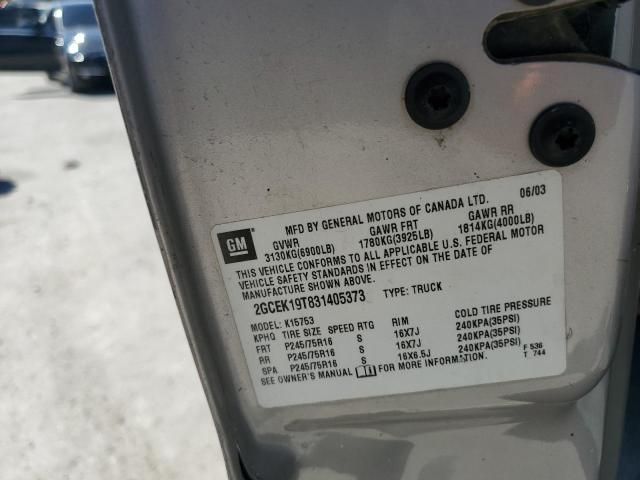 MFD BY GENERAL MOTORS OF CANADA LTD. 06/03
GM
GVWR GAWR FRT GAWR RR
3130KG(6900LB) 1780KG(3925LB) 1814KG(4000LB)
THIS VEHICLE CONFORMS TO ALL APPLICABLE U.S. FEDERAL MOTOR
VEHICLE SAFETY STANDARDS IN EFFECT ON THE DATE OF
MANUFACTURE SHOWN ABOVE.
2GCEK19T831405373 TYPE: TRUCK
MODEL: K15753
KPHQ TIRE SIZE SPEED RTG RIM COLD TIRE PRESSURE
FRT P245/75R16 S 16X7J 240KPA(35PSI)
RR P245/75R16 S 16X7J 240KPA(35PSI)
SPA P245/75R16 S 16X6.5J 240KPA(35PSI)
SEE OWNER'S MANUAL FOR MORE INFORMATION.
F 536
T 744